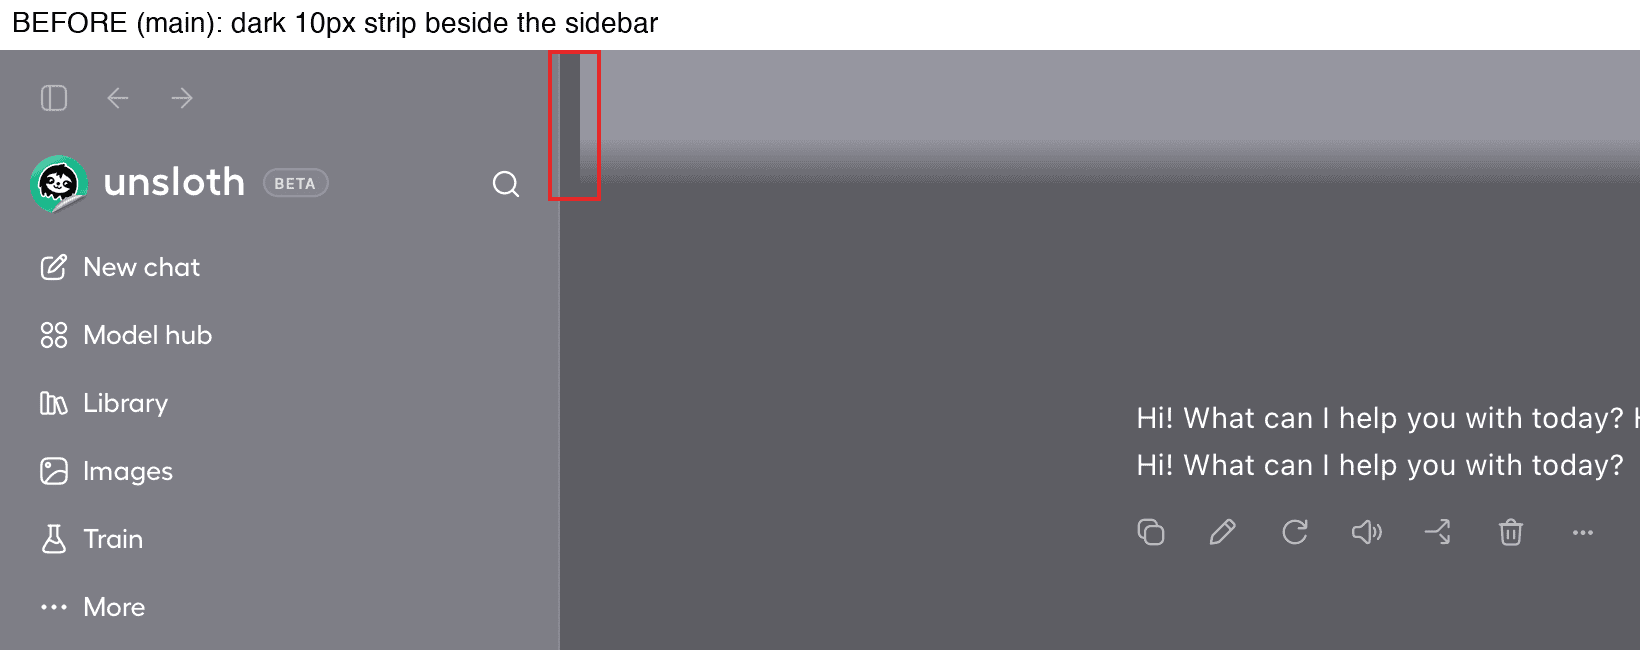 BEFORE (main): dark 10px strip beside the sidebar
unsloth BETA
New chat
Model hub
Library
Images
Train
More
Hi! What can I help you with today?
Hi! What can I help you with today?